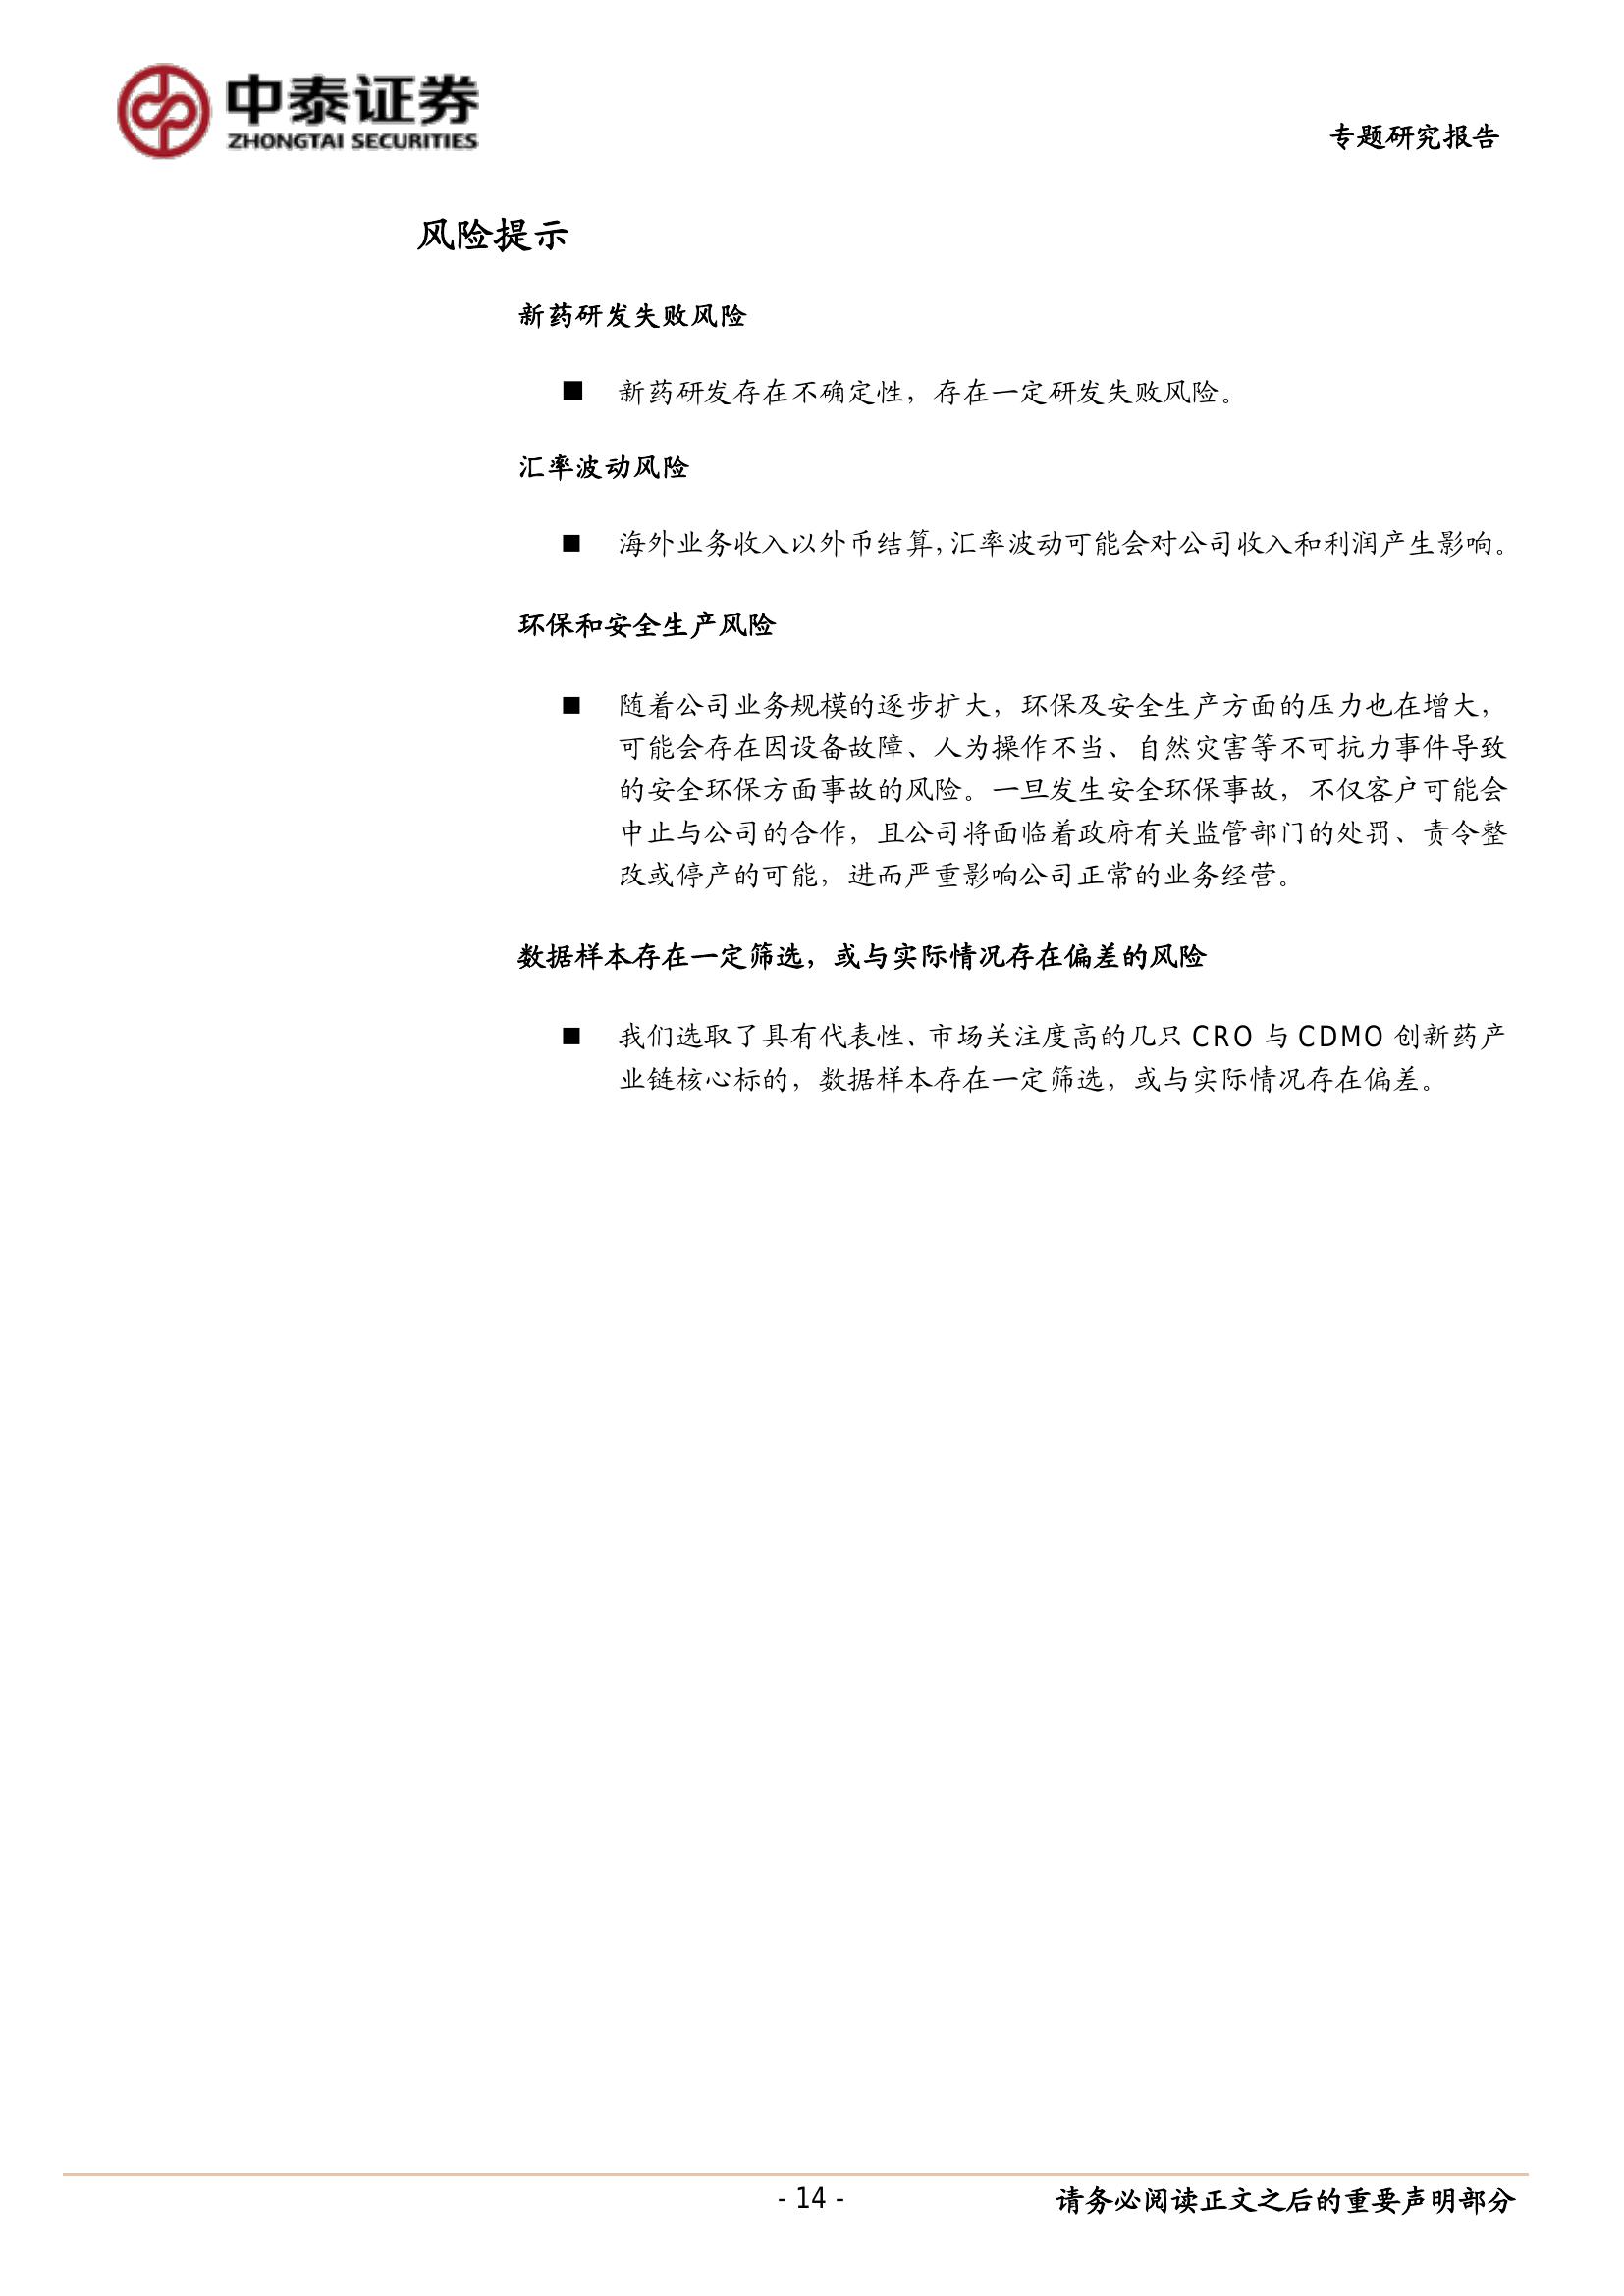 中泰证券
ZHONGTAI SECURITIES
专题研究报告
风险提示
新药研发失败风险
■ 新药研发存在不确定性，存在一定研发失败风险。
汇率波动风险
■ 海外业务收入以外币结算，汇率波动可能会对公司收入和利润产生影响。
环保和安全生产风险
■ 随着公司业务规模的逐步扩大，环保及安全生产方面的压力也在增大，
可能会存在因设备故障、人为操作不当、自然灾害等不可抗力事件导致
的安全环保方面事故的风险。一旦发生安全环保事故，不仅客户可能会
中止与公司的合作，且公司将面临着政府有关监管部门的处罚、责令整
改或停产的可能，进而严重影响公司正常的业务经营。
数据样本存在一定筛选，或与实际情况存在偏差的风险
■ 我们选取了具有代表性、市场关注度高的几只 CRO 与 CDMO 创新药产
业链核心标的，数据样本存在一定筛选，或与实际情况存在偏差。
- 14 -
请务必阅读正文之后的重要声明部分